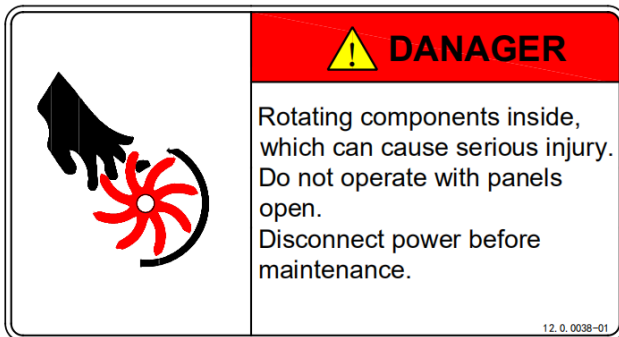 DANAGER
Rotating components inside,
which can cause serious injury.
Do not operate with panels
open.
Disconnect power before
maintenance.
12.0.0038-01